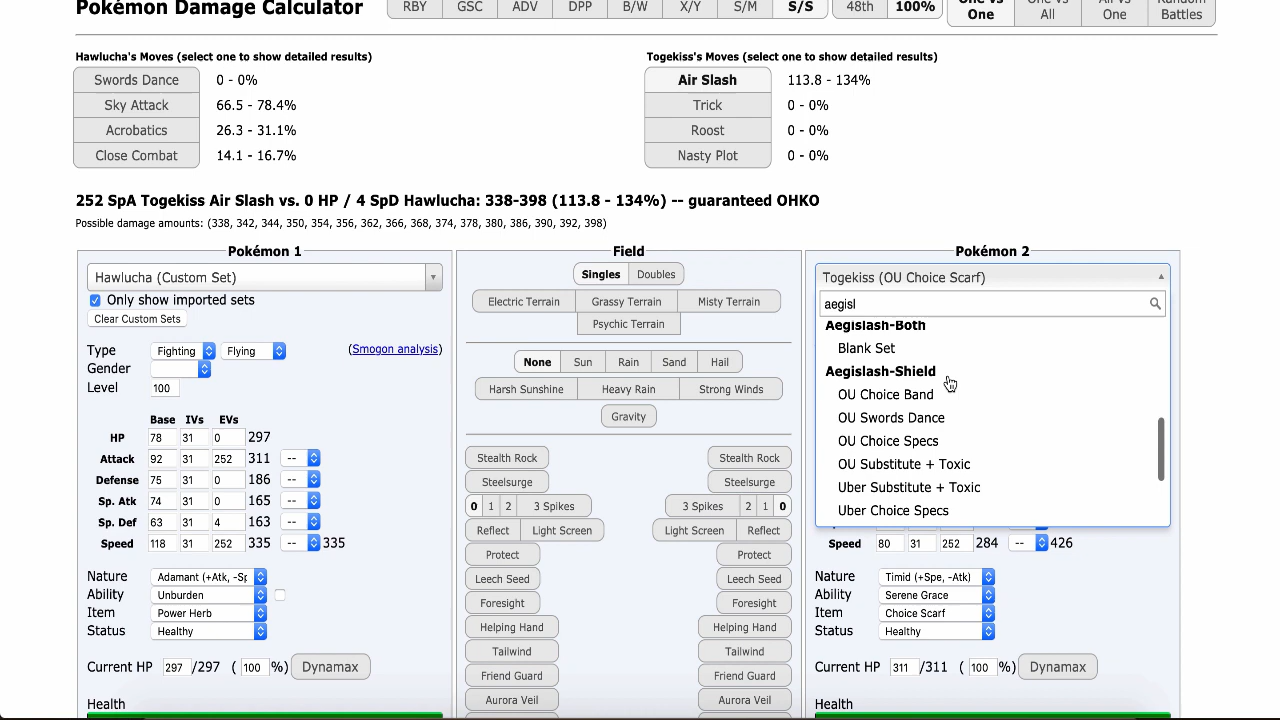 Pokémon Damage Calculator
RBY GSC ADV DPP B/W X/Y S/M S/S 48th 100% One vs One One vs All All vs One Random Battles
Hawlucha's Moves (select one to show detailed results)
Swords Dance 0 - 0%
Sky Attack 66.5 - 78.4%
Acrobatics 26.3 - 31.1%
Close Combat 14.1 - 16.7%
Togekiss's Moves (select one to show detailed results)
Air Slash 113.8 - 134%
Trick 0 - 0%
Roost 0 - 0%
Nasty Plot 0 - 0%
252 SpA Togekiss Air Slash vs. 0 HP / 4 SpD Hawlucha: 338-398 (113.8 - 134%) -- guaranteed OHKO
Possible damage amounts: (338, 342, 344, 350, 354, 356, 362, 366, 368, 374, 378, 380, 386, 390, 392, 398)
Pokémon 1
Hawlucha (Custom Set)
Only show imported sets
Clear Custom Sets
Type Fighting Flying (Smogon analysis)
Gender
Level 100
Base IVs EVs
HP 78 31 0 297
Attack 92 31 252 311 --
Defense 75 31 0 186 --
Sp. Atk 74 31 0 165 --
Sp. Def 63 31 4 163 --
Speed 118 31 252 335 -- 335
Nature Adamant (+Atk, -Sp
Ability Unburden
Item Power Herb
Status Healthy
Current HP 297 /297 ( 100 %) Dynamax
Health
Field
Singles Doubles
Electric Terrain Grassy Terrain Misty Terrain
Psychic Terrain
None Sun Rain Sand Hail
Harsh Sunshine Heavy Rain Strong Winds
Gravity
Stealth Rock Stealth Rock
Steelsurge Steelsurge
0 1 2 3 Spikes 3 Spikes 2 1 0
Reflect Light Screen Light Screen Reflect
Protect Protect
Leech Seed Leech Seed
Foresight Foresight
Helping Hand Helping Hand
Tailwind Tailwind
Friend Guard Friend Guard
Aurora Veil Aurora Veil
Pokémon 2
Togekiss (OU Choice Scarf)
aegisl
Aegislash-Both
Blank Set
Aegislash-Shield
OU Choice Band
OU Swords Dance
OU Choice Specs
OU Substitute + Toxic
Uber Substitute + Toxic
Uber Choice Specs
Speed 80 31 252 284 -- 426
Nature Timid (+Spe, -Atk)
Ability Serene Grace
Item Choice Scarf
Status Healthy
Current HP 311 /311 ( 100 %) Dynamax
Health